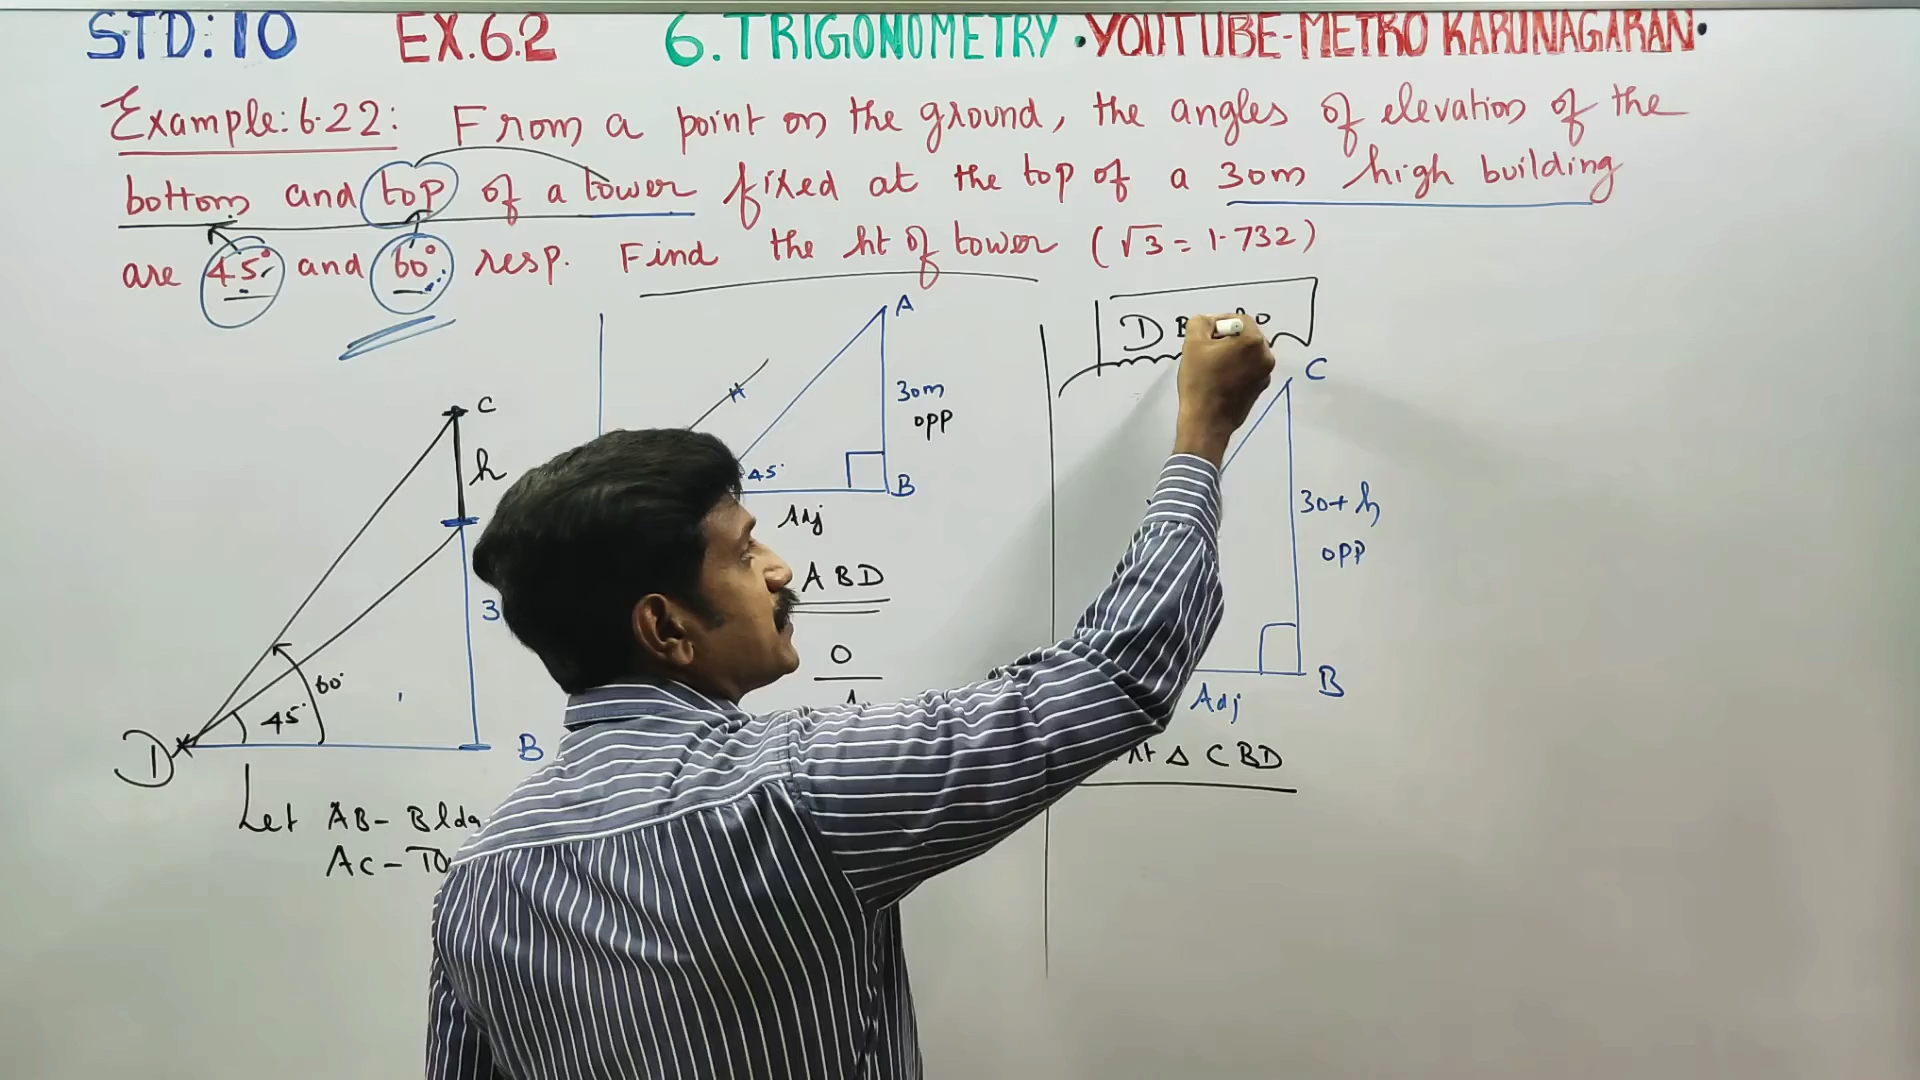 STD: 10 EX.6.2 6. TRIGONOMETRY • YOUTUBE-METRO KARUNAGARAN •
Example: 6.22: From a point on the ground, the angles of elevation of the
bottom and top of a tower fixed at the top of a 30m high building
are 45° and 60° resp. Find the ht of tower (√3 = 1.732)
C
h
3
60°
45°
D
B
Let AB - Bldg
AC - TO
A
30m
opp
45°
B
Adj
ABD
O
D B
C
30+h
opp
B
Adj
Δ CBD